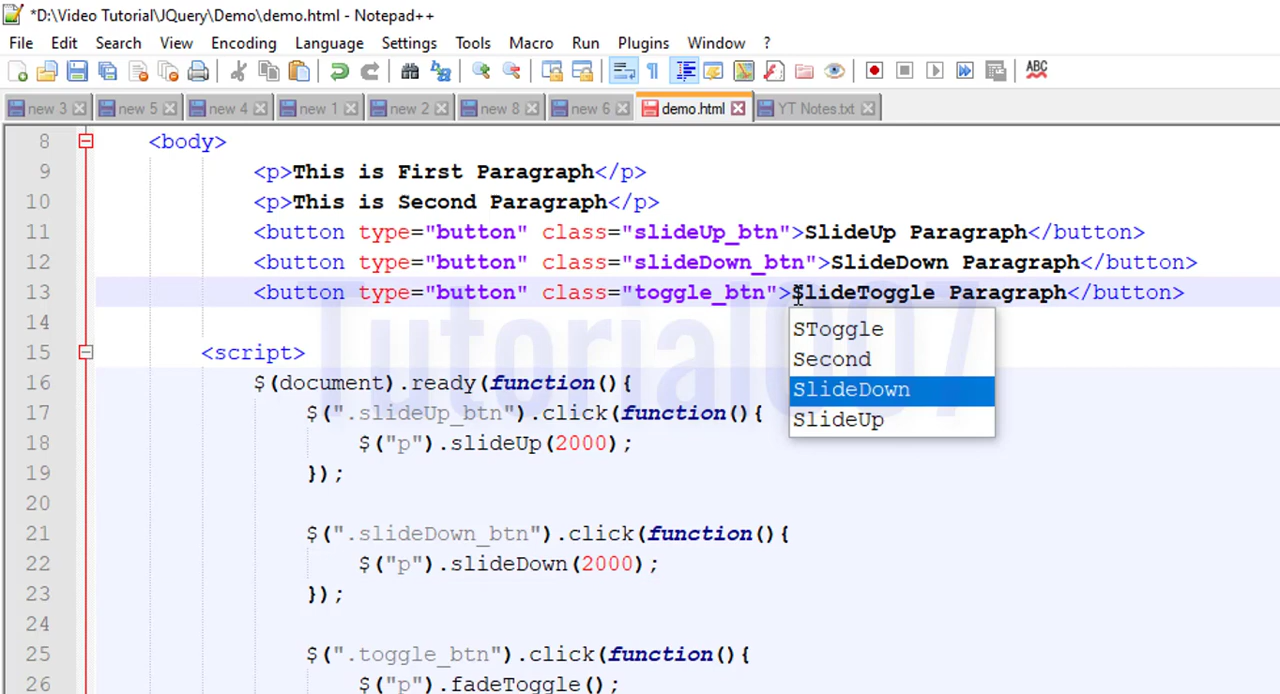 *D:\Video Tutorial\JQuery\Demo\demo.html - Notepad++
File Edit Search View Encoding Language Settings Tools Macro Run Plugins Window ?
ABC
new 3 new 5 new 4 new 1 new 2 new 8 new 6 demo.html YT Notes.txt
8 <body>
9 <p>This is First Paragraph</p>
10 <p>This is Second Paragraph</p>
11 <button type="button" class="slideUp_btn">SlideUp Paragraph</button>
12 <button type="button" class="slideDown_btn">SlideDown Paragraph</button>
13 <button type="button" class="toggle_btn">SlideToggle Paragraph</button>
14
SToggle
Second
SlideDown
SlideUp
Tutorial007
15 <script>
16 $(document).ready(function(){
17 $(".slideUp_btn").click(function(){
18 $("p").slideUp(2000);
19 });
20
21 $(".slideDown_btn").click(function(){
22 $("p").slideDown(2000);
23 });
24
25 $(".toggle_btn").click(function(){
26 $("p").fadeToggle();